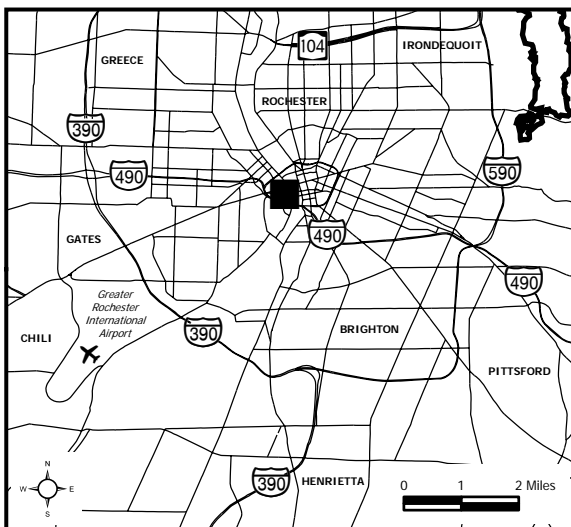 104
IRONDEQUOIT
GREECE
ROCHESTER
390
590
490
490
GATES
490
Greater
Rochester
International
Airport
390
BRIGHTON
CHILI
PITTSFORD
N
W
E
S
390
HENRIETTA
0 1 2 Miles